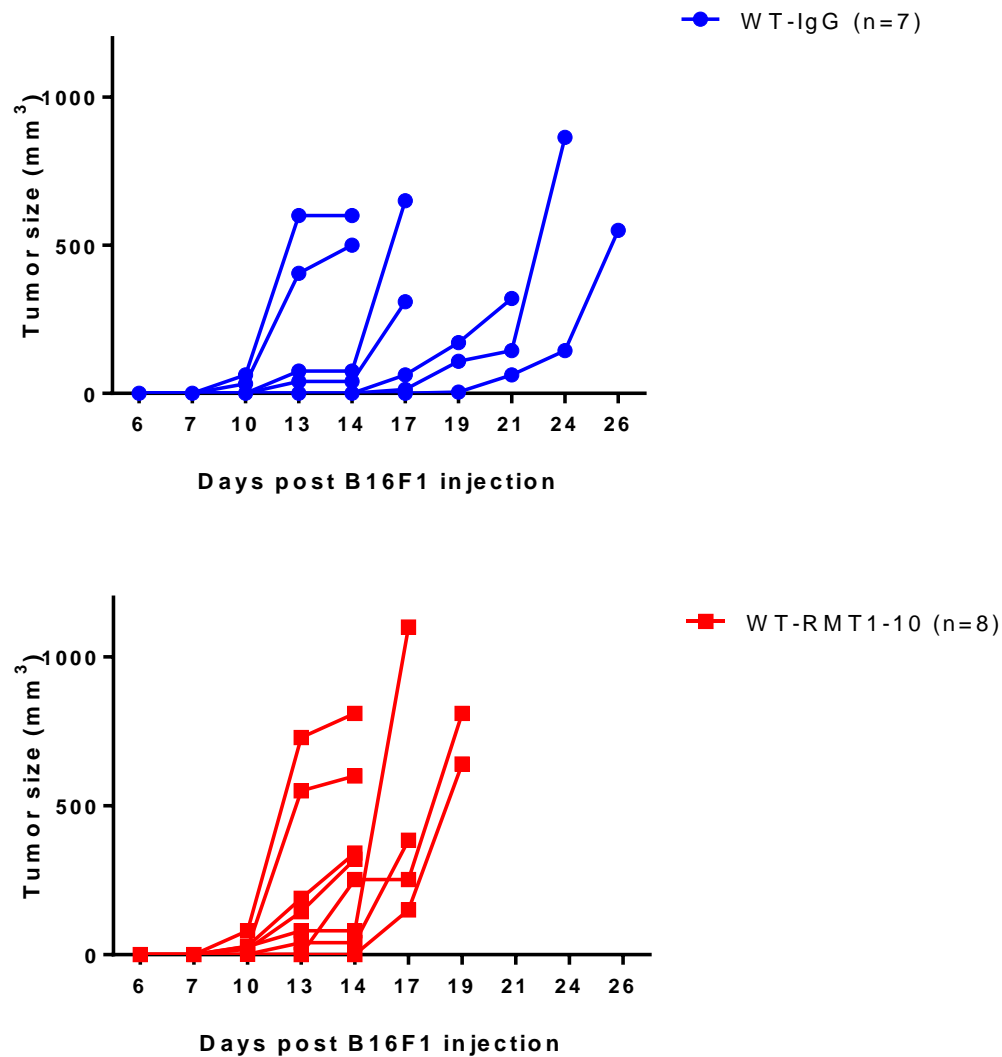 WT-IgG (n=7)
1000
500
0
Tumor size (mm³)
6 7 10 13 14 17 19 21 24 26
Days post B16F1 injection
WT-RMT1-10 (n=8)
1000
500
0
Tumor size (mm³)
6 7 10 13 14 17 19 21 24 26
Days post B16F1 injection